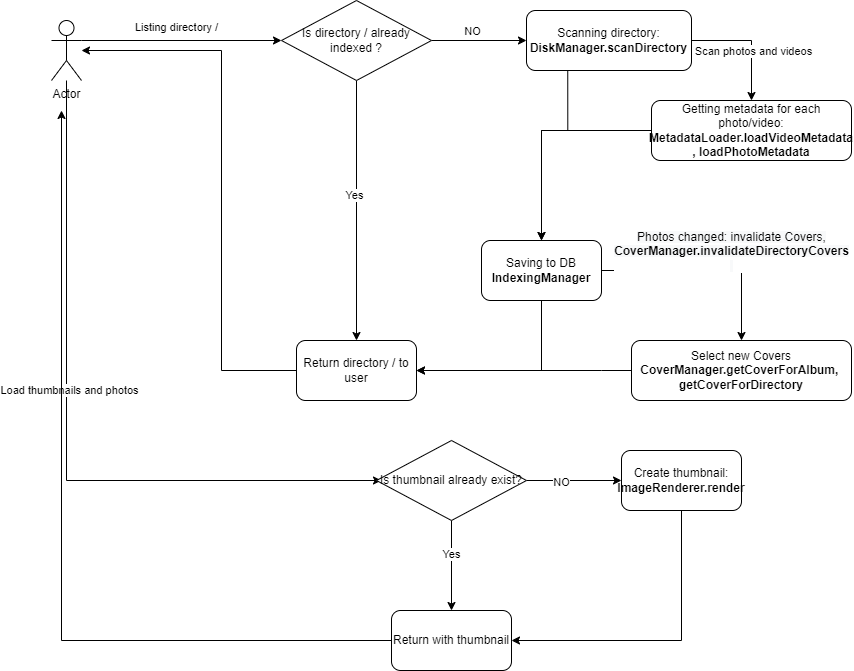 Listing directory /
Is directory / already
indexed ?
NO
Scanning directory:
DiskManager.scanDirectory
Scan photos and videos
Actor
Getting metadata for each
photo/video:
MetadataLoader.loadVideoMetadata
, loadPhotoMetadata
Yes
Photos changed: invalidate Covers,
CoverManager.invalidateDirectoryCovers
Saving to DB
IndexingManager
Return directory / to
user
Select new Covers
CoverManager.getCoverForAlbum,
getCoverForDirectory
Load thumbnails and photos
Is thumbnail already exist?
NO
Create thumbnail:
ImageRenderer.render
Yes
Return with thumbnail